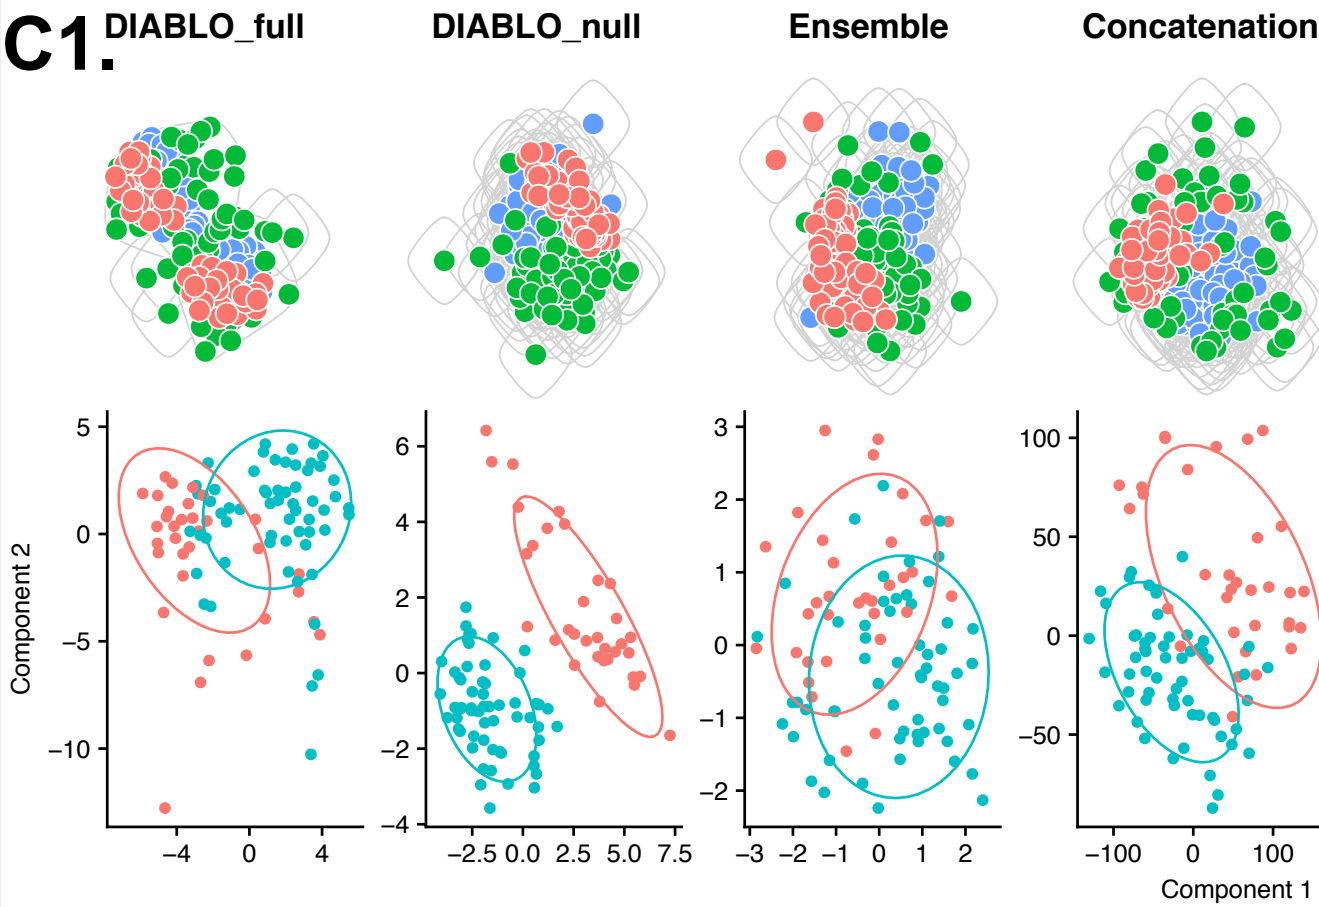 C1.
DIABLO_full DIABLO_null Ensemble Concatenation
Component 2
5
0
−5
−10
−4 0 4
6
4
2
0
−2
−4
−2.5 0.0 2.5 5.0 7.5
3
2
1
0
−1
−2
−3 −2 −1 0 1 2
100
50
0
−50
−100 0 100
Component 1